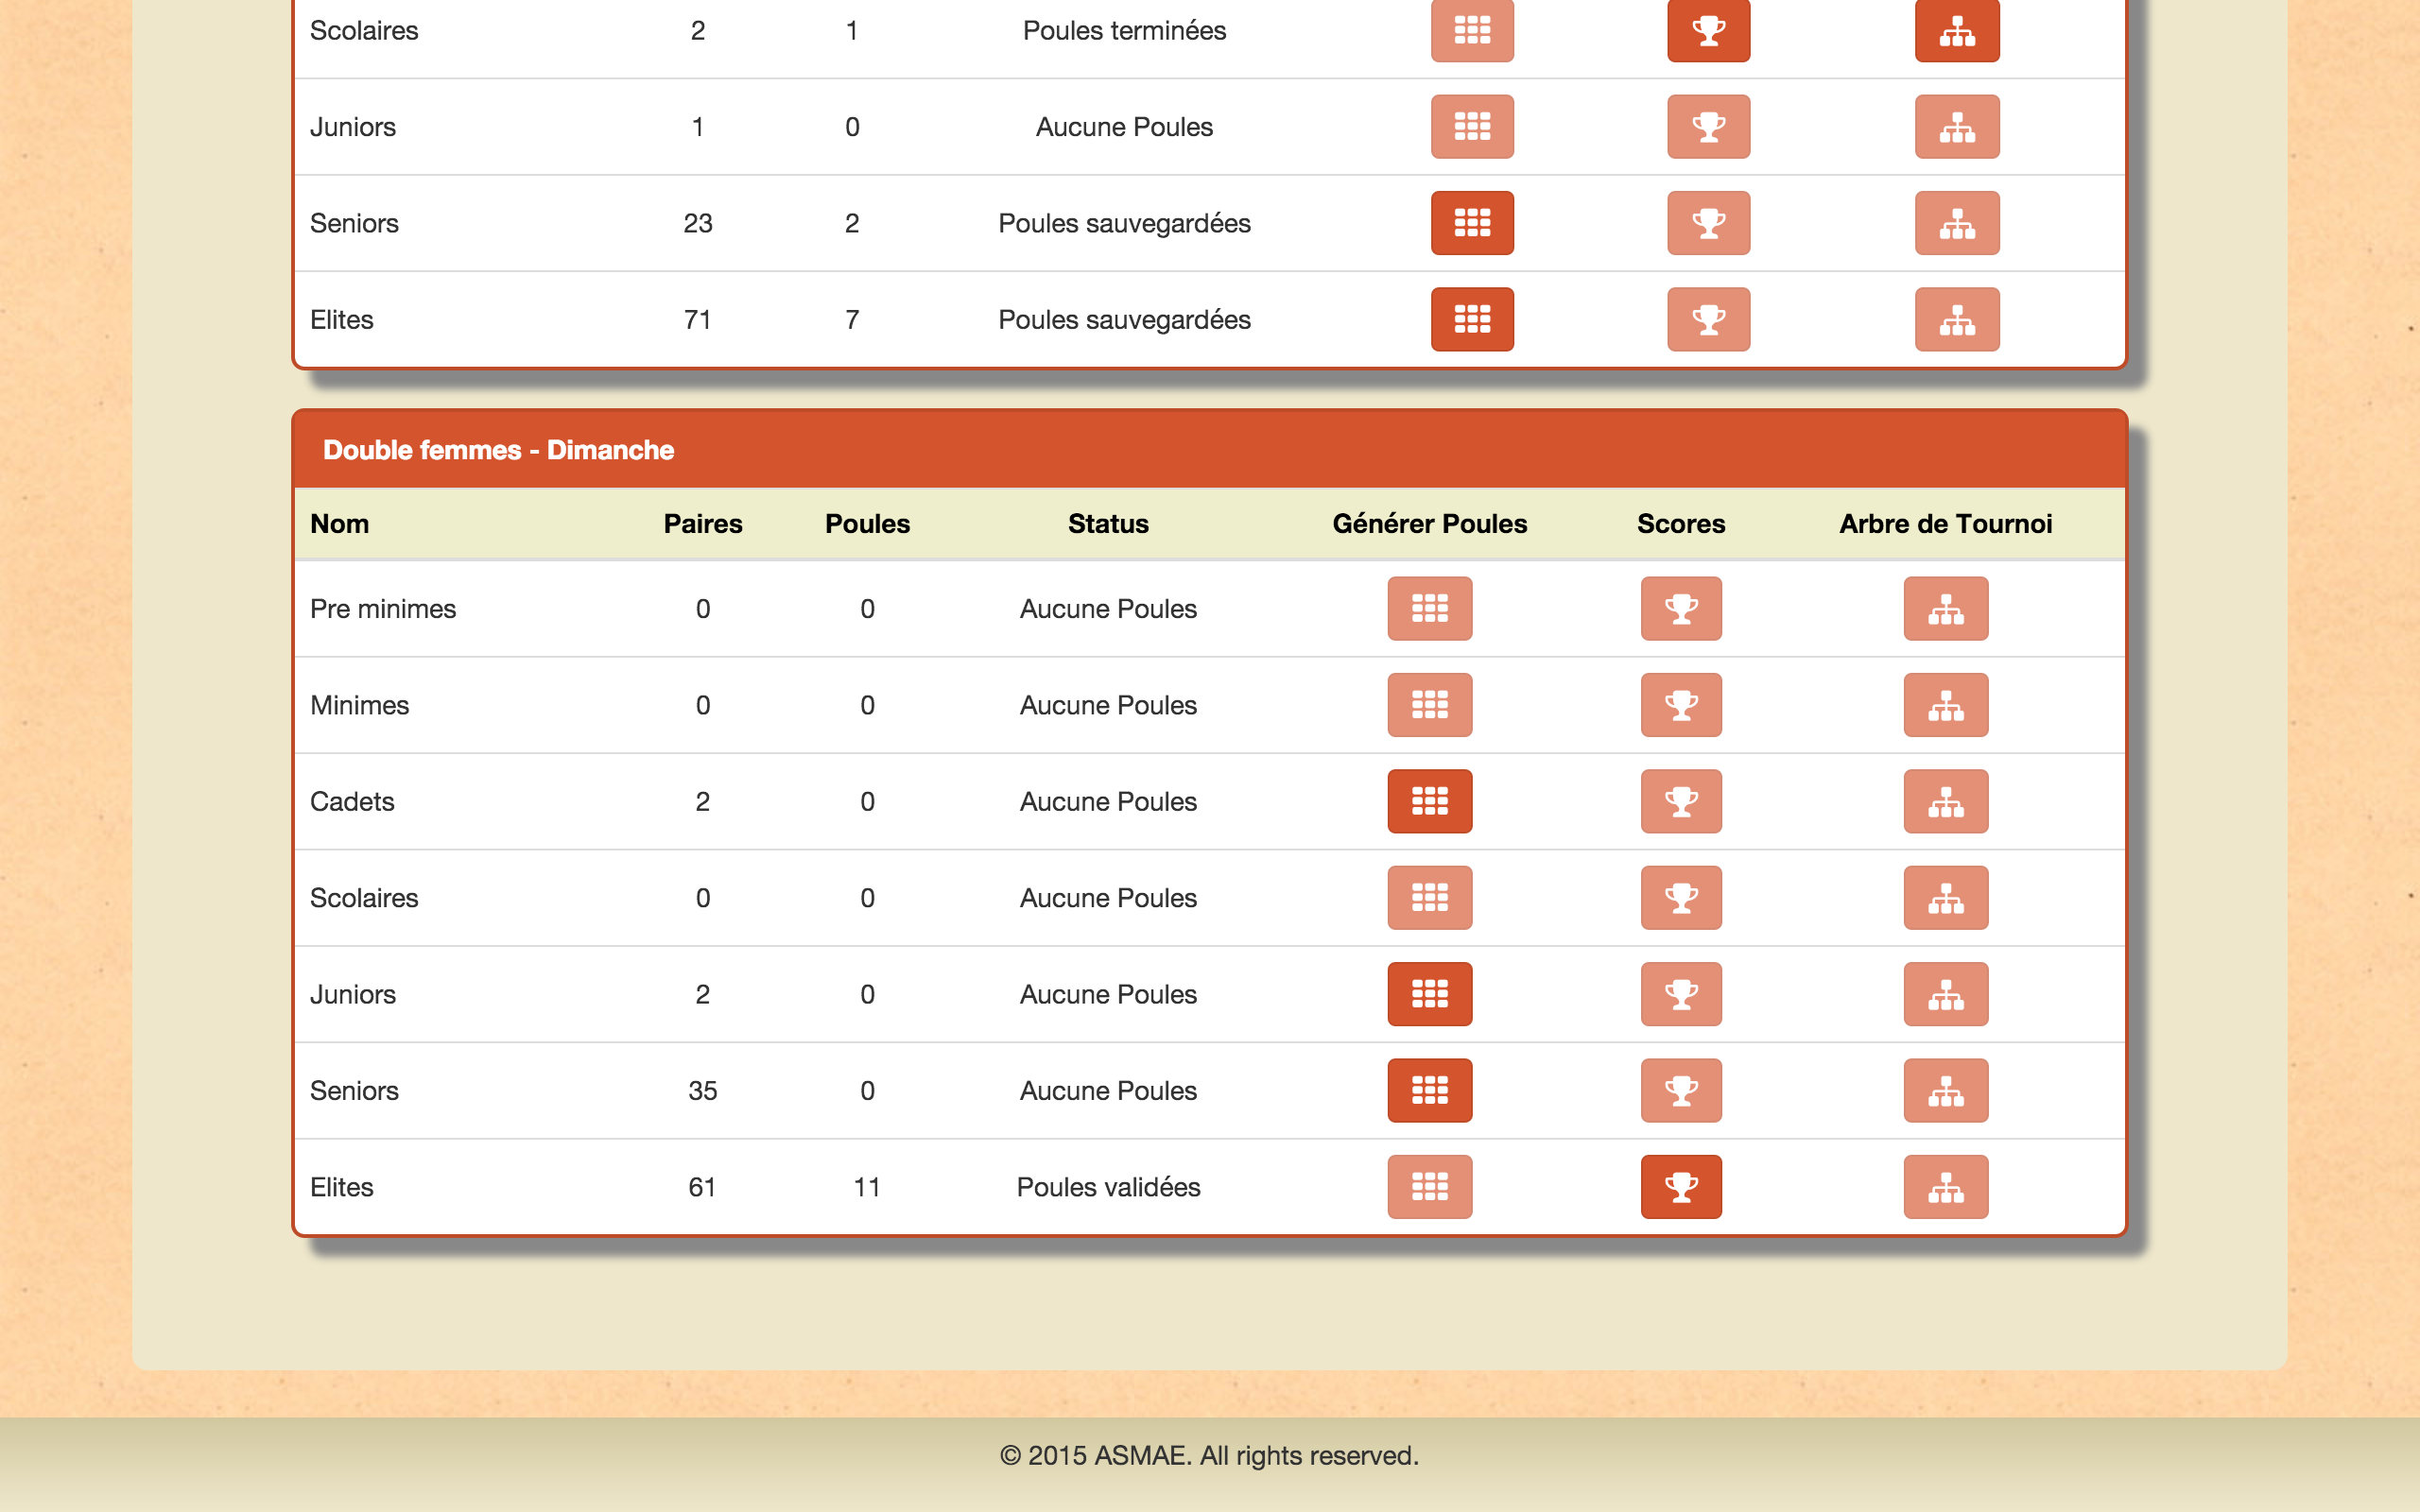 Scolaires 2 1 Poules terminées
Juniors 1 0 Aucune Poules
Seniors 23 2 Poules sauvegardées
Elites 71 7 Poules sauvegardées
Double femmes - Dimanche
Nom Paires Poules Status Générer Poules Scores Arbre de Tournoi
Pre minimes 0 0 Aucune Poules
Minimes 0 0 Aucune Poules
Cadets 2 0 Aucune Poules
Scolaires 0 0 Aucune Poules
Juniors 2 0 Aucune Poules
Seniors 35 0 Aucune Poules
Elites 61 11 Poules validées
© 2015 ASMAE. All rights reserved.